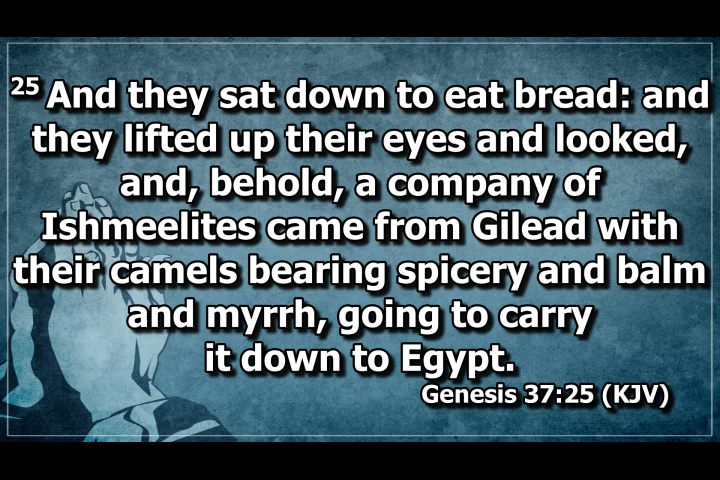 25 And they sat down to eat bread: and
they lifted up their eyes and looked,
and, behold, a company of
Ishmeelites came from Gilead with
their camels bearing spicery and balm
and myrrh, going to carry
it down to Egypt.
Genesis 37:25 (KJV)